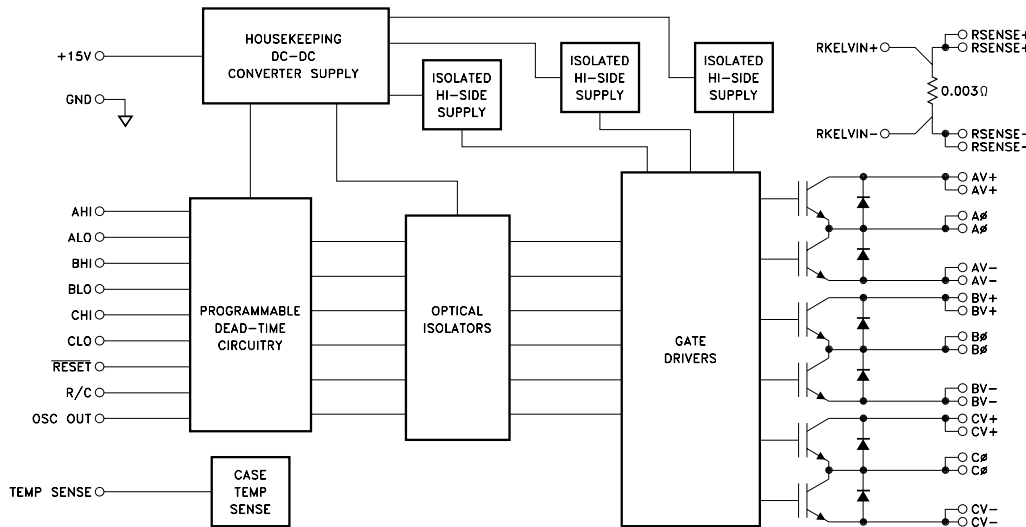 HOUSEKEEPING
DC-DC
CONVERTER SUPPLY
+15V
GND
ISOLATED
HI-SIDE
SUPPLY
ISOLATED
HI-SIDE
SUPPLY
ISOLATED
HI-SIDE
SUPPLY
RKELVIN+
RSENSE+
RSENSE+
0.003Ω
RKELVIN-
RSENSE-
RSENSE-
AHI
ALO
BHI
BLO
CHI
CLO
RESET
R/C
OSC OUT
PROGRAMMABLE
DEAD-TIME
CIRCUITRY
OPTICAL
ISOLATORS
GATE
DRIVERS
AV+
AV+
Aø
Aø
AV-
AV-
BV+
BV+
Bø
Bø
BV-
BV-
CV+
CV+
Cø
Cø
CV-
CV-
TEMP SENSE
CASE
TEMP
SENSE